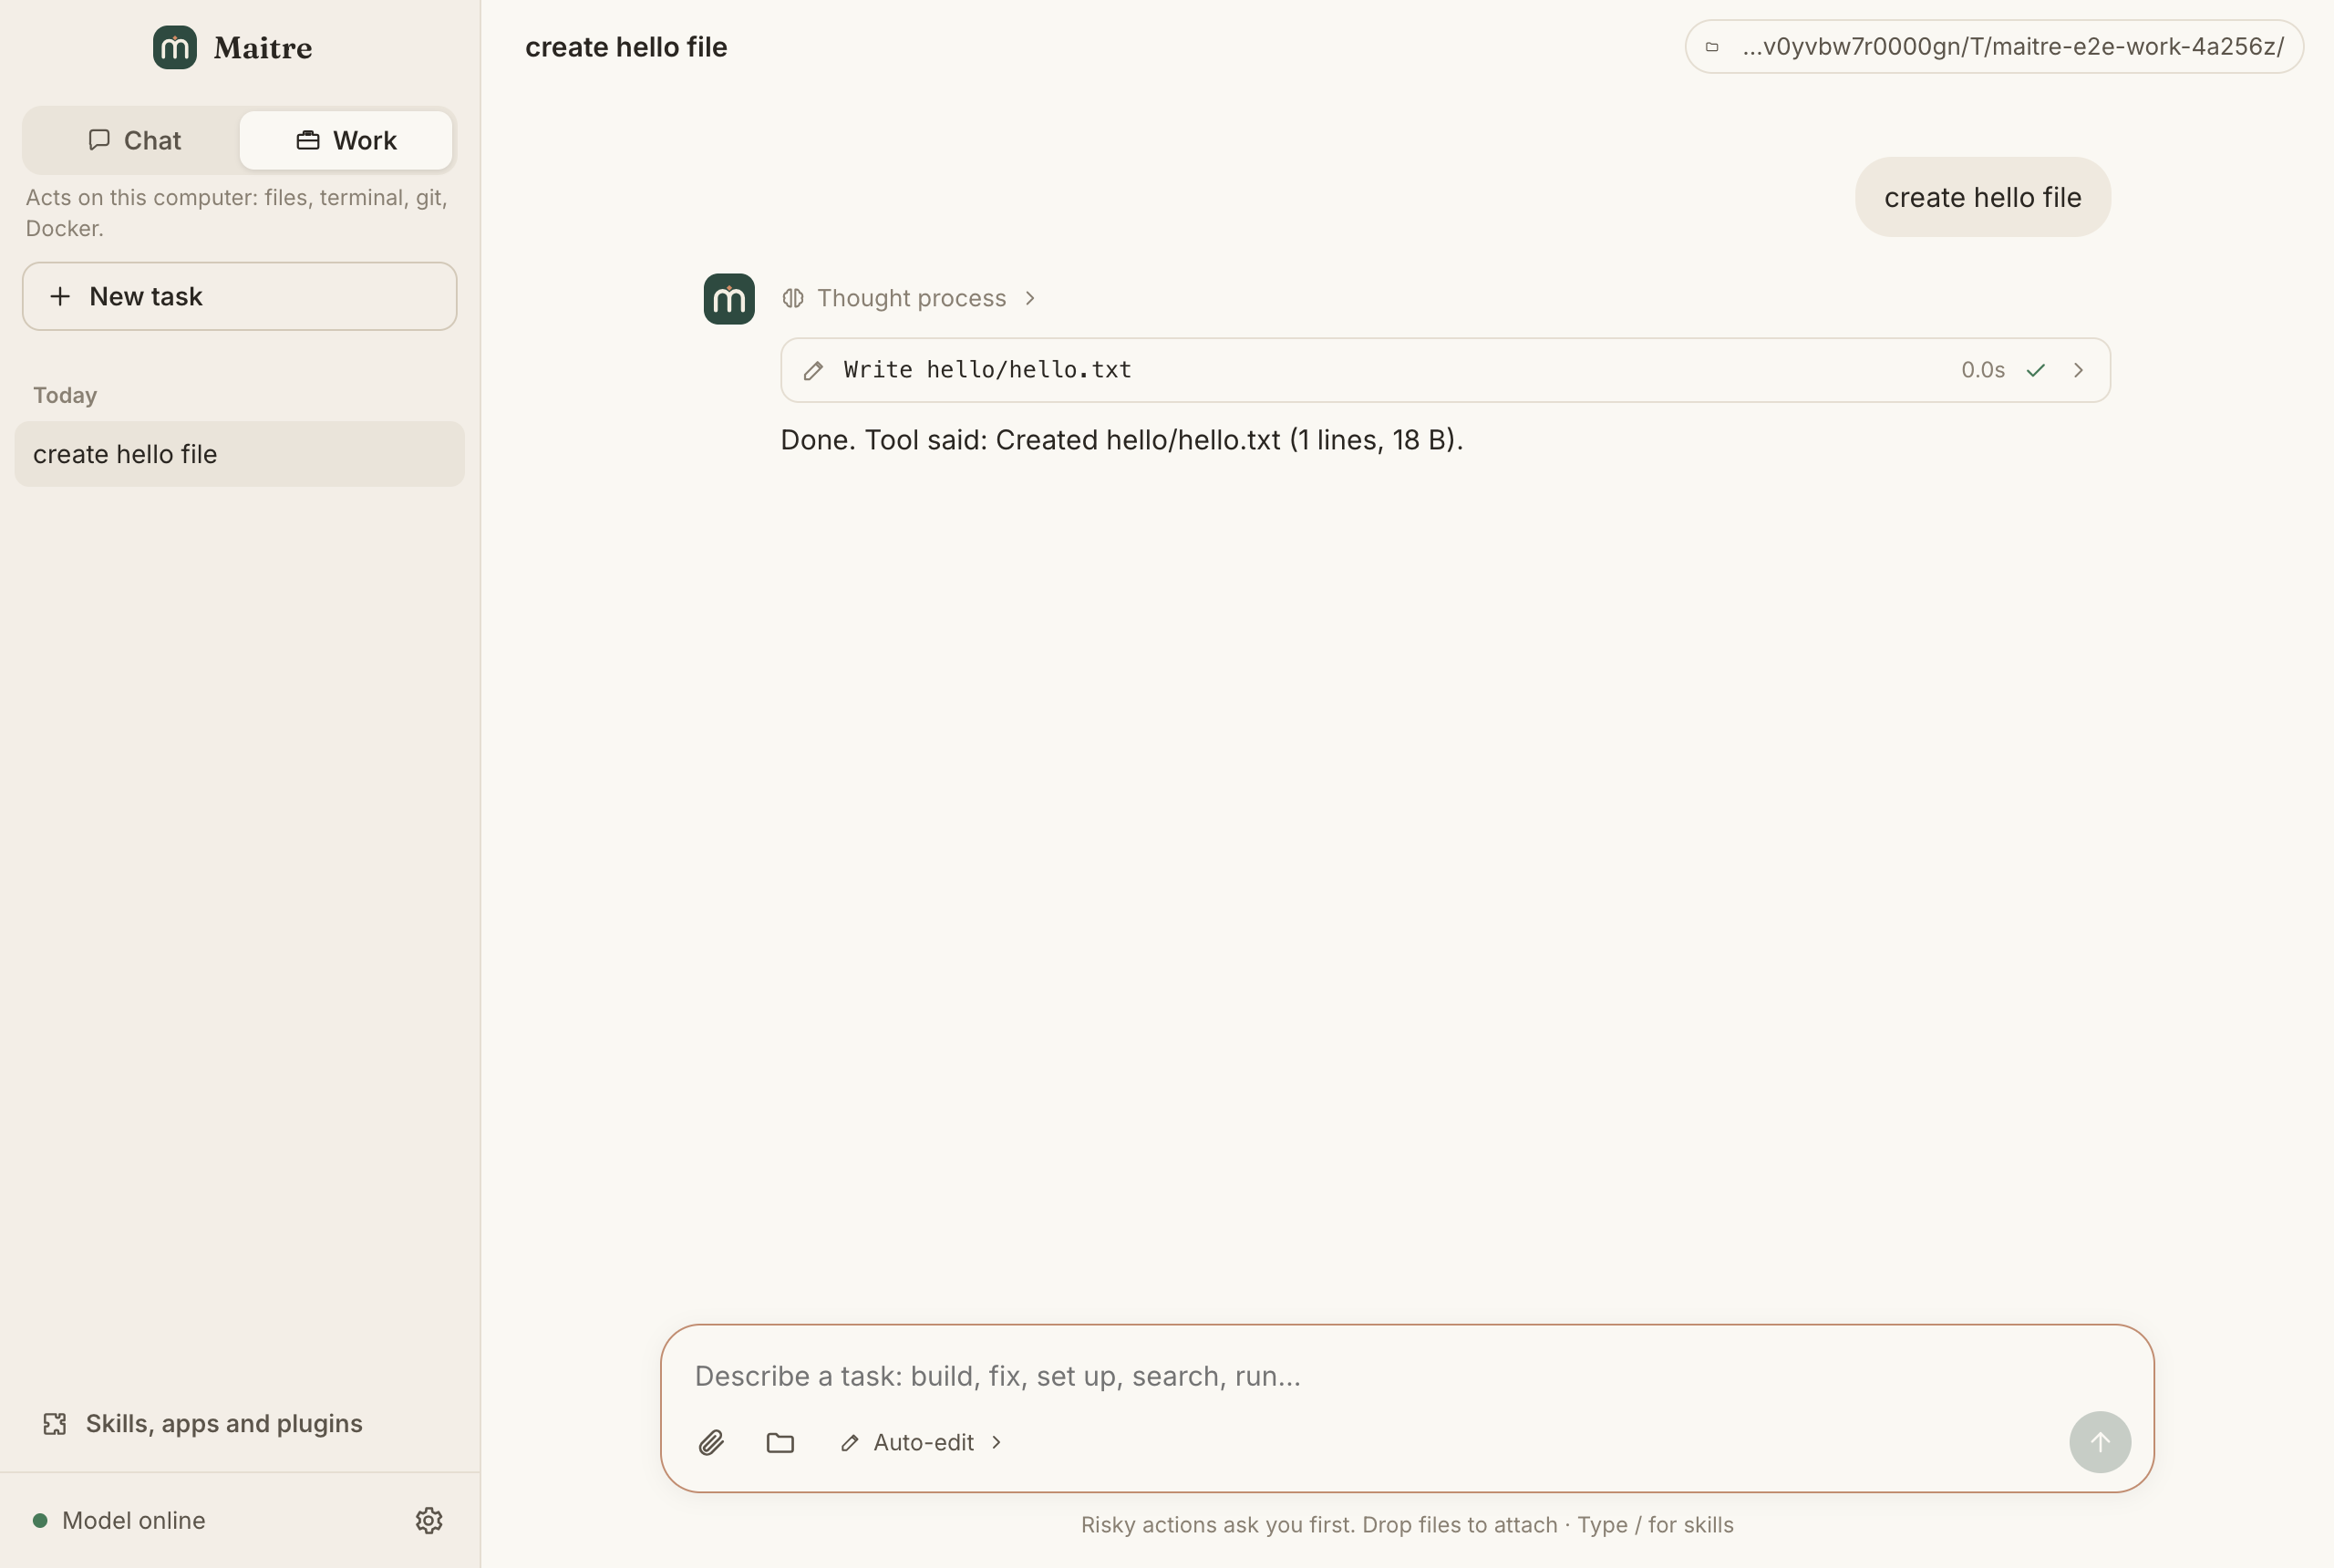 Maitre
Chat
Work
Acts on this computer: files, terminal, git,
Docker.
New task
Today
create hello file
Skills, apps and plugins
Model online
create hello file
...v0yvbw7r0000gn/T/maitre-e2e-work-4a256z/
create hello file
Thought process
Write hello/hello.txt
0.0s
Done. Tool said: Created hello/hello.txt (1 lines, 18 B).
Describe a task: build, fix, set up, search, run...
Auto-edit
Risky actions ask you first. Drop files to attach · Type / for skills